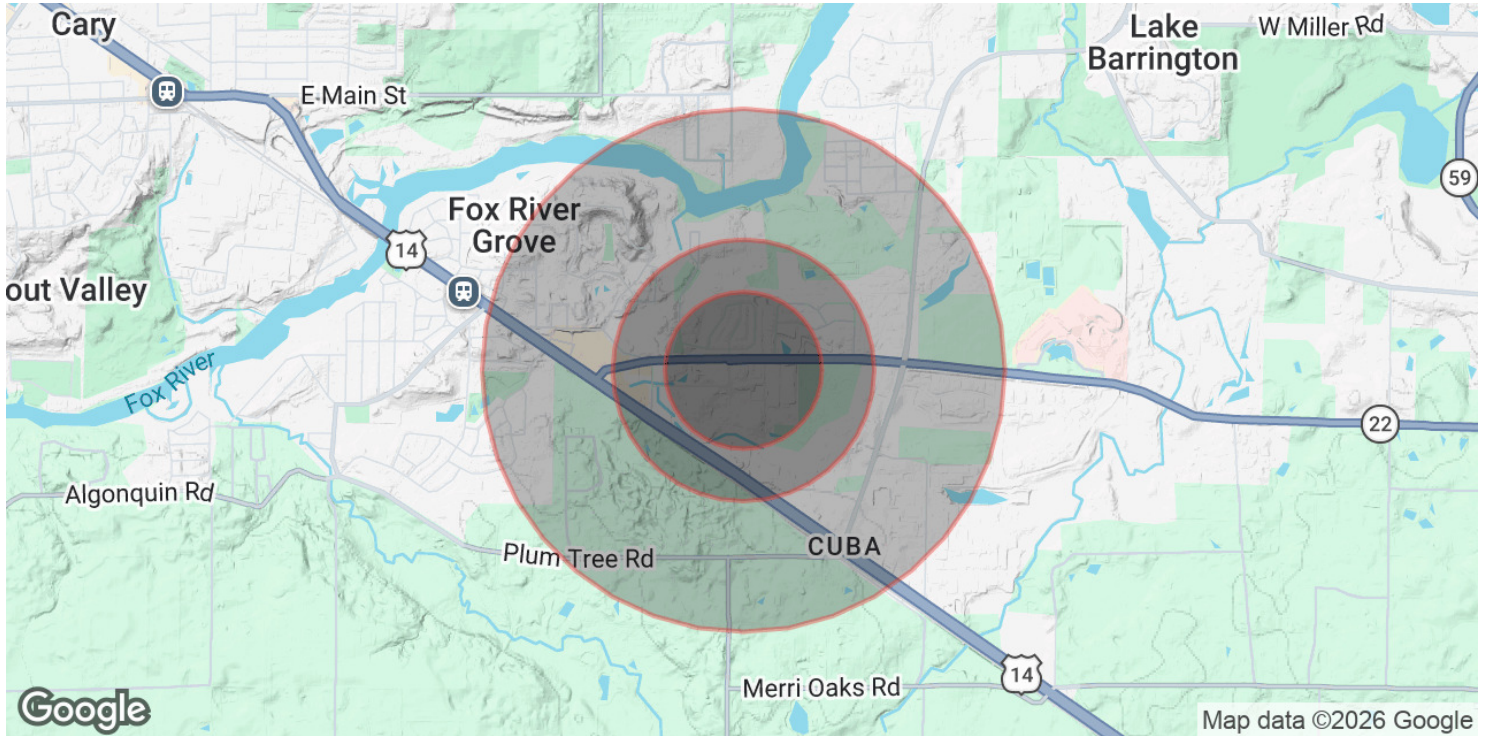 Cary
E Main St
Lake
Barrington
W Miller Rd
59
Fox River
Grove
14
out Valley
Fox River
22
Algonquin Rd
Plum Tree Rd
CUBA
14
Merri Oaks Rd
Google
Map data ©2026 Google